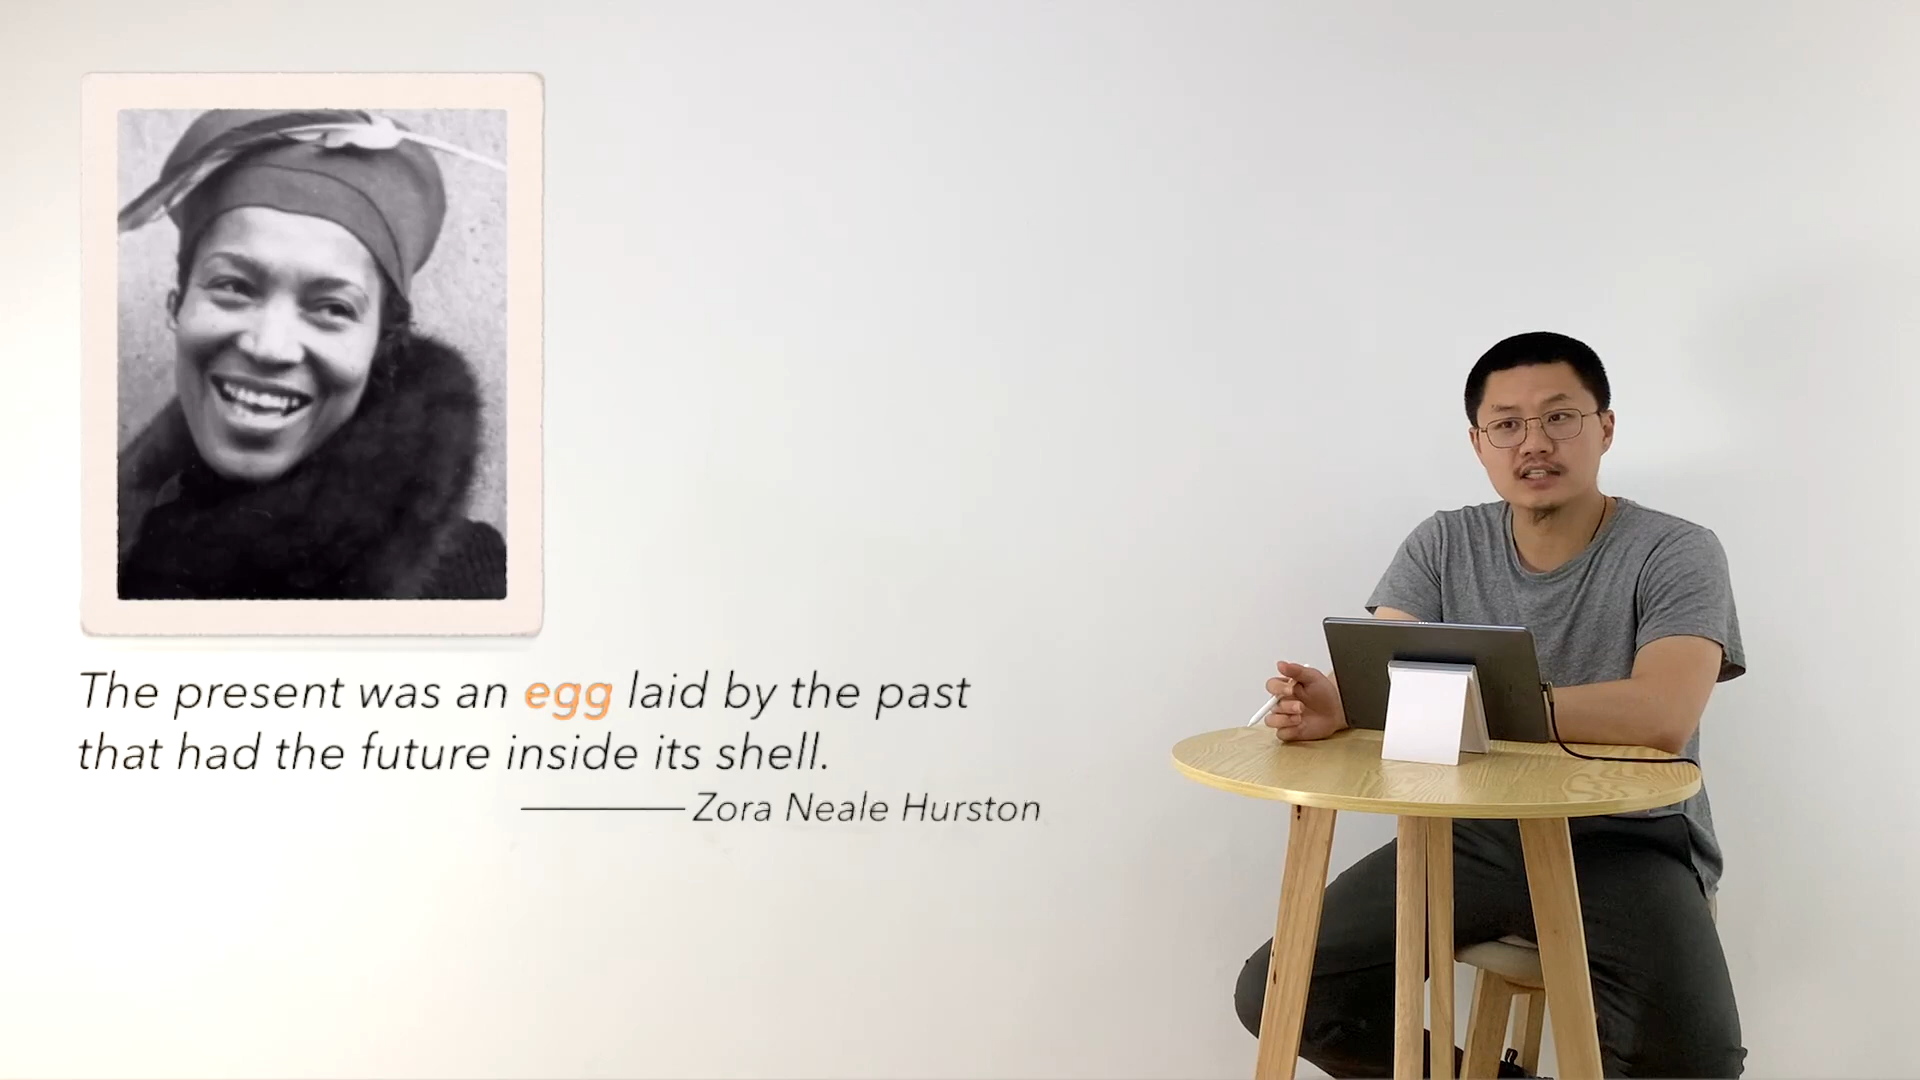 The present was an egg laid by the past
that had the future inside its shell.
———Zora Neale Hurston